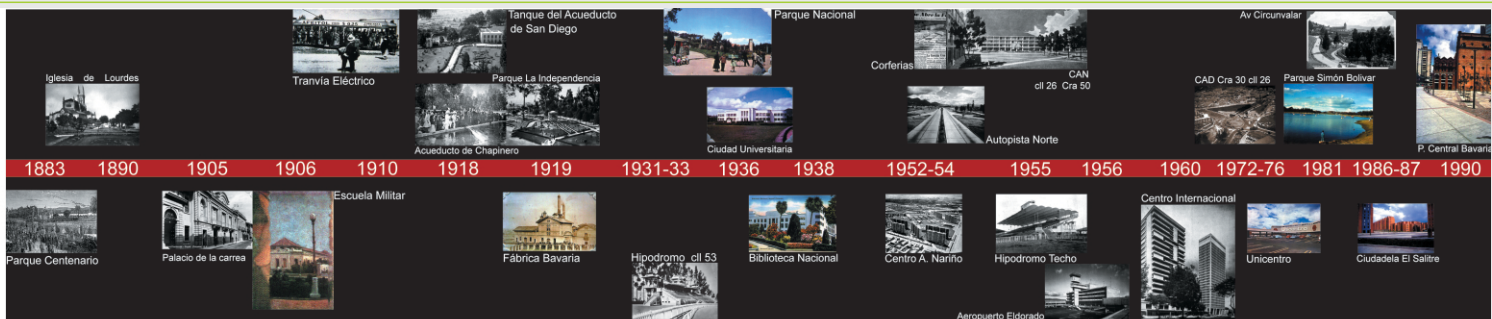 Tanque del Acueducto
de San Diego
Parque Nacional
Av Circunvalar
Corferias
Iglesia de Lourdes
Tranvía Eléctrico
Parque La Independencia
CAN
cll 26 Cra 50
CAD Cra 30 cll 26
Parque Simón Bolivar
Autopista Norte
Acueducto de Chapinero
Ciudad Universitaria
P. Central Bavaria
1883 1890 1905 1906 1910 1918 1919 1931-33 1936 1938 1952-54 1955 1956 1960 1972-76 1981 1986-87 1990
Escuela Militar
Centro Internacional
Parque Centenario
Palacio de la carrea
Fábrica Bavaria
Hipodromo cll 53
Biblioteca Nacional
Centro A. Nariño
Hipodromo Techo
Unicentro
Ciudadela El Salitre
Aeropuerto Eldorado